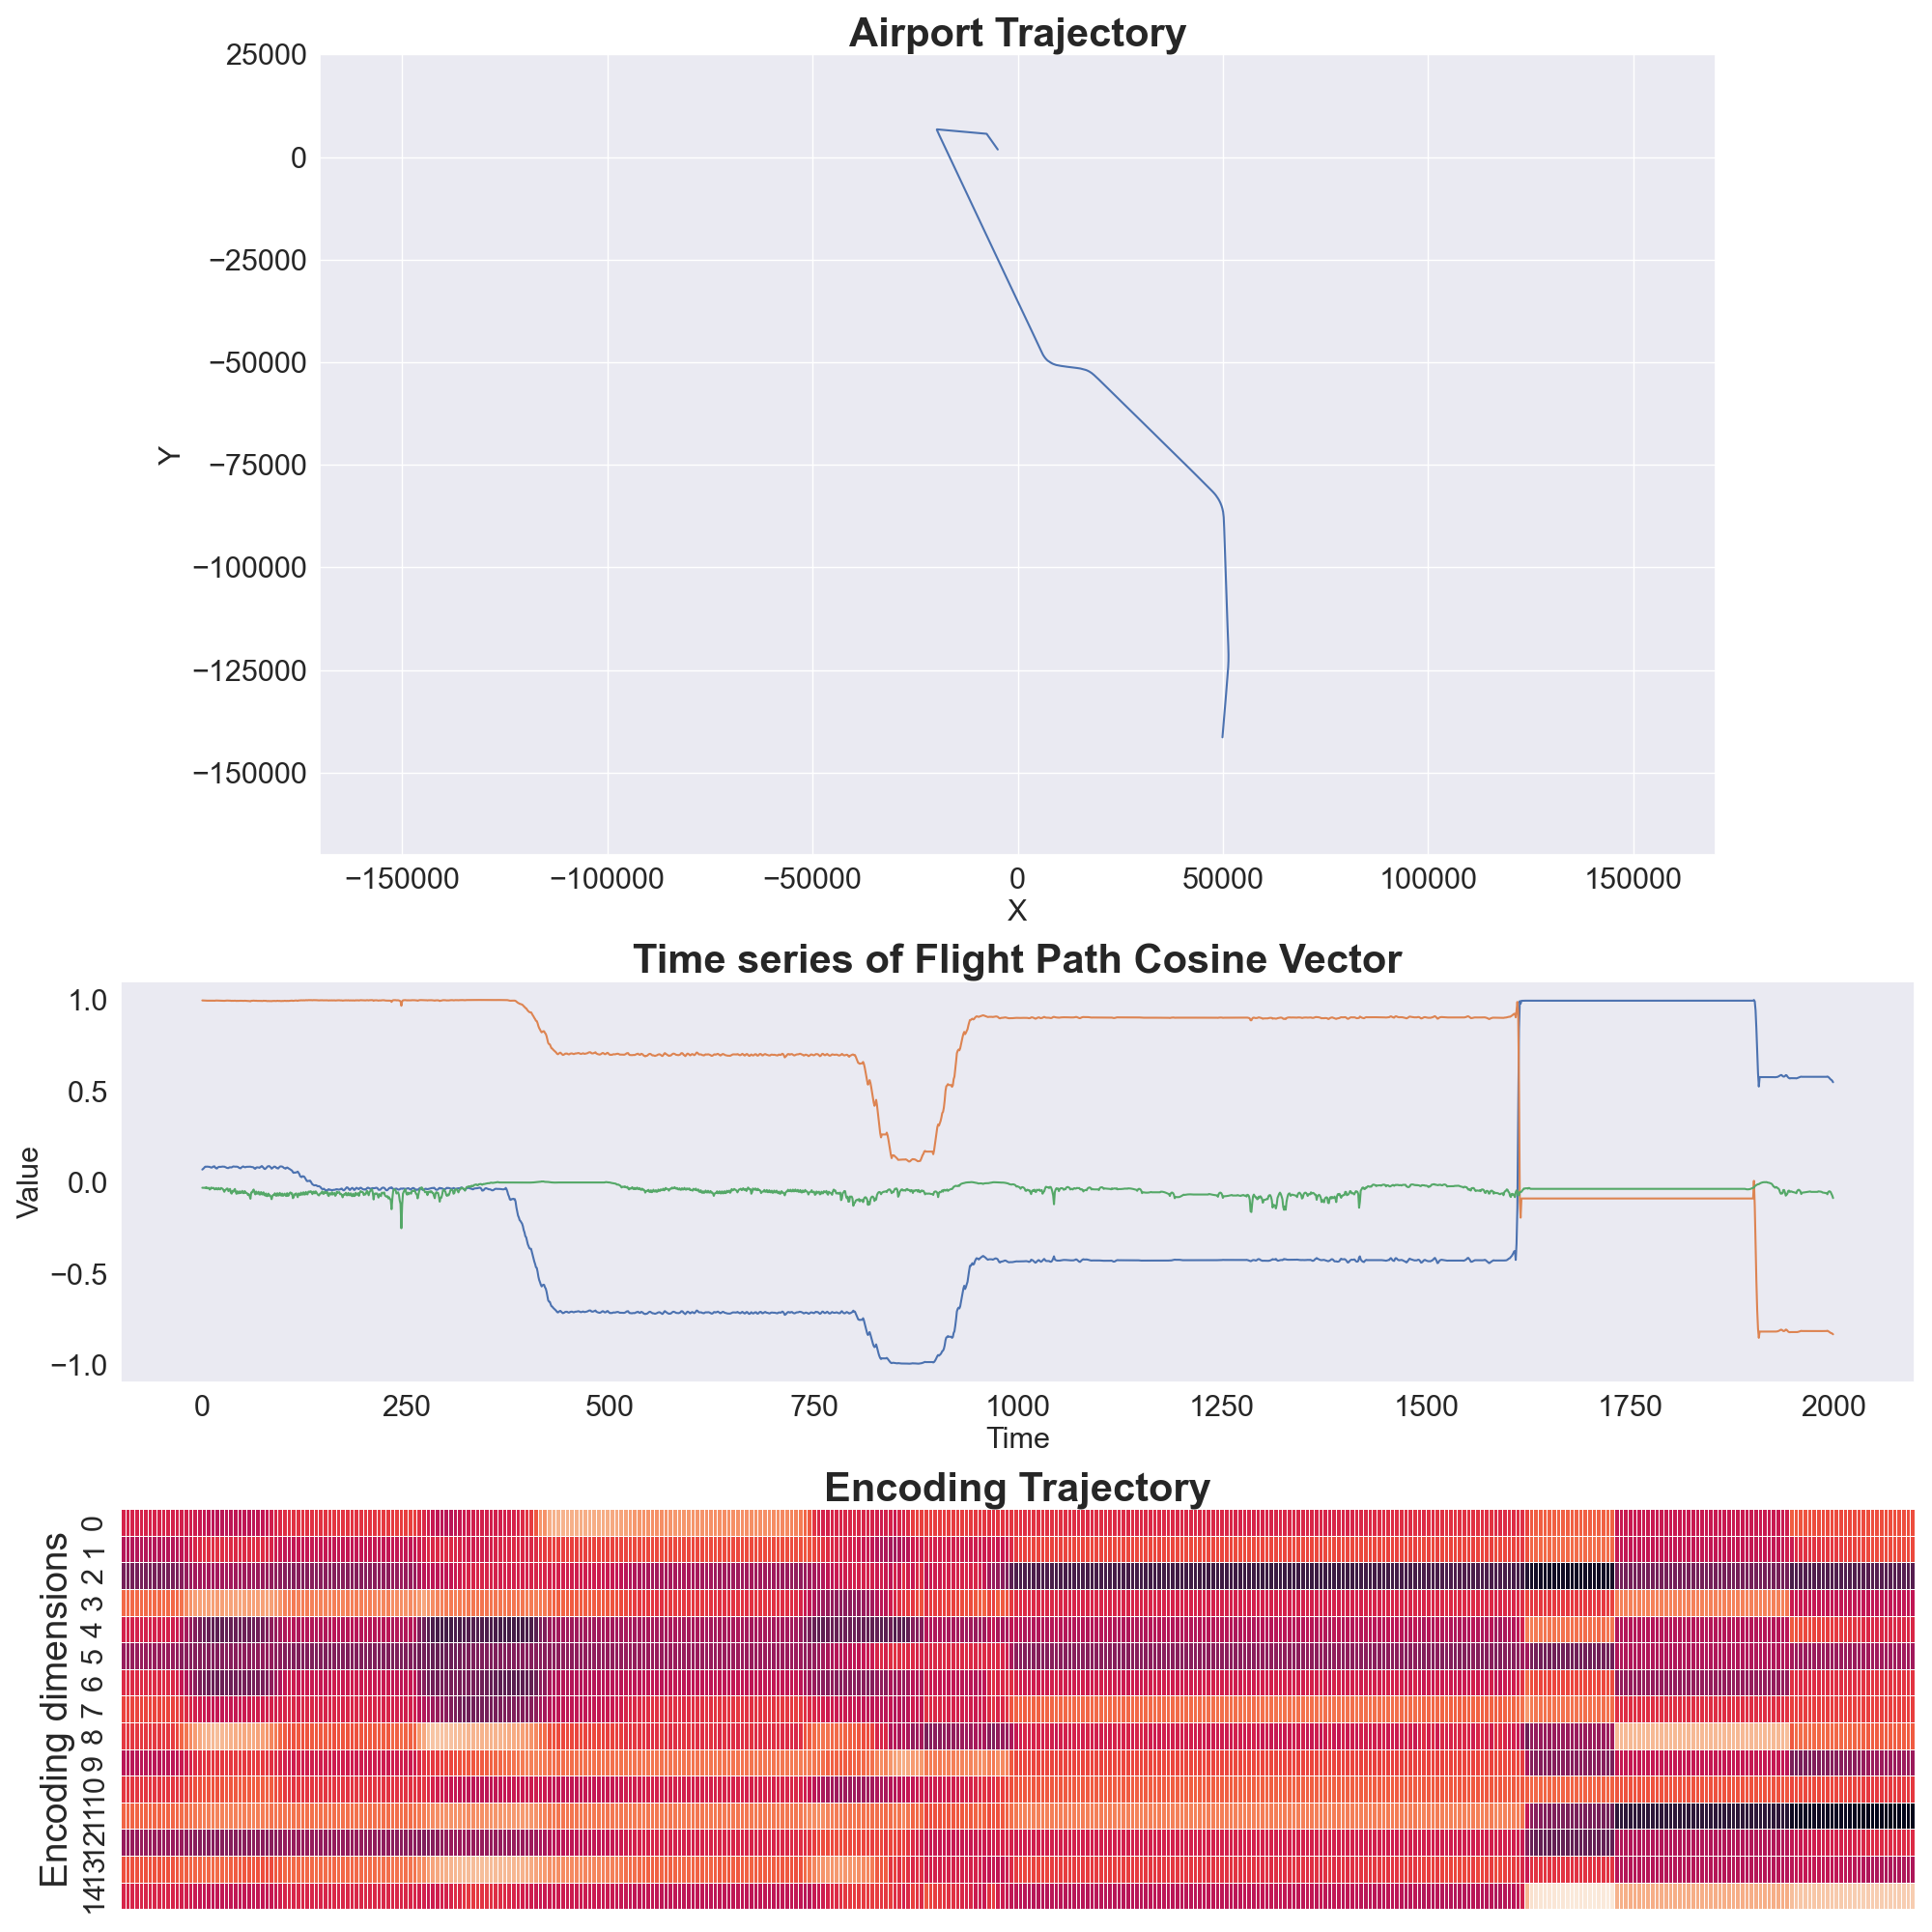 Airport Trajectory
25000
0
−25000
−50000
−75000
−100000
−125000
−150000
Y
−150000 −100000 −50000 0 50000 100000 150000
X
Time series of Flight Path Cosine Vector
1.0
0.5
0.0
−0.5
−1.0
Value
0 250 500 750 1000 1250 1500 1750 2000
Time
Encoding Trajectory
Encoding dimensions
0
1
2
3
4
5
6
7
8
9
10
11
12
13
14